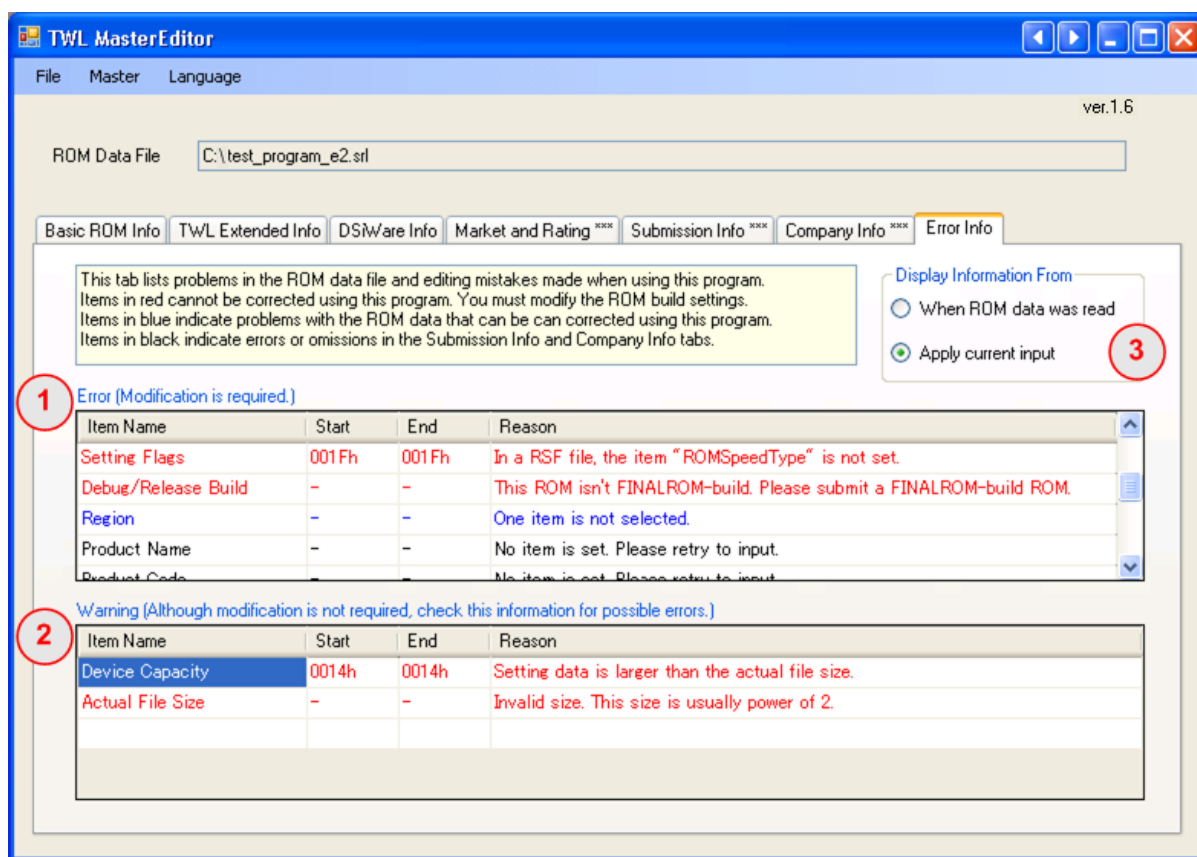 TWL MasterEditor
File Master Language
ver.1.6
ROM Data File C:\test_program_e2.srl
Basic ROM Info TWL Extended Info DSiWare Info Market and Rating *** Submission Info *** Company Info *** Error Info
This tab lists problems in the ROM data file and editing mistakes made when using this program.
Items in red cannot be corrected using this program. You must modify the ROM build settings.
Items in blue indicate problems with the ROM data that can be can corrected using this program.
Items in black indicate errors or omissions in the Submission Info and Company Info tabs.
Display Information From
When ROM data was read
Apply current input
3
1
Error (Modification is required.)
Item Name Start End Reason
Setting Flags 001Fh 001Fh In a RSF file, the item "ROMSpeedType" is not set.
Debug/Release Build - - This ROM isn't FINALROM-build. Please submit a FINALROM-build ROM.
Region - - One item is not selected.
Product Name - - No item is set. Please retry to input.
Product Code - - No item is set. Please retry to input.
2
Warning (Although modification is not required, check this information for possible errors.)
Item Name Start End Reason
Device Capacity 0014h 0014h Setting data is larger than the actual file size.
Actual File Size - - Invalid size. This size is usually power of 2.